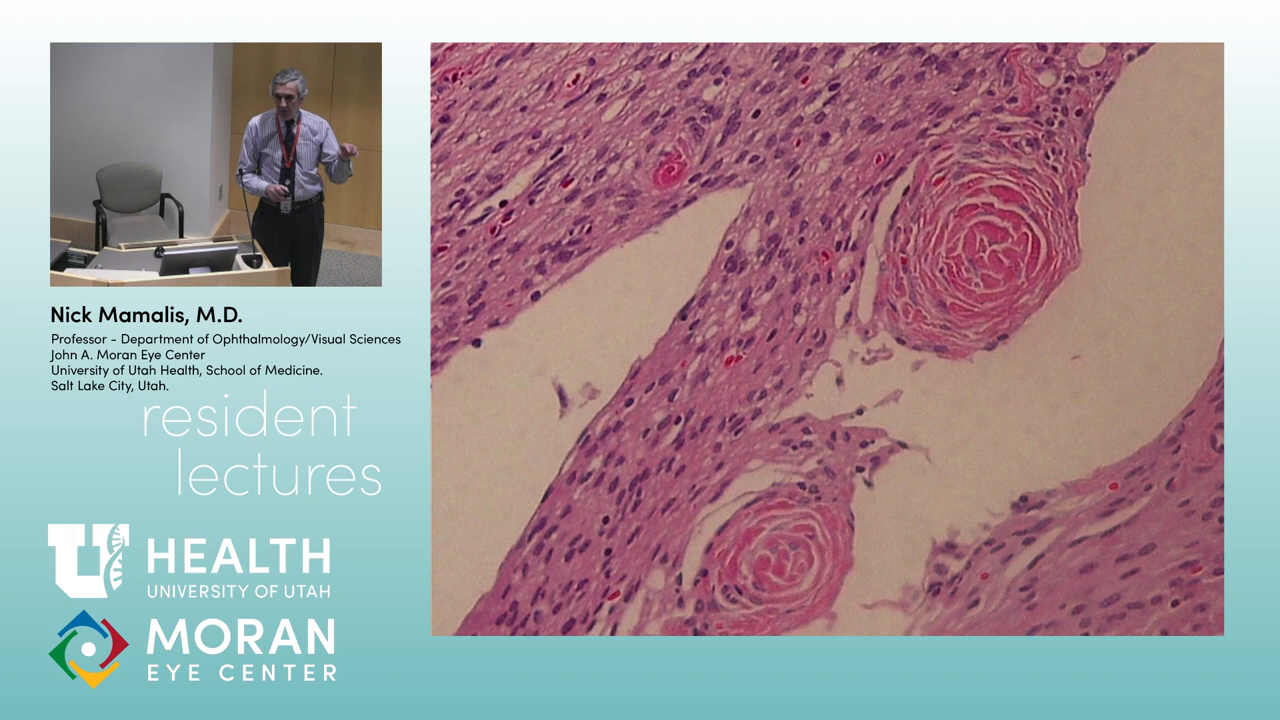 Nick Mamalis, M.D.
Professor - Department of Ophthalmology/Visual Sciences
John A. Moran Eye Center
University of Utah Health, School of Medicine.
Salt Lake City, Utah.
resident
lectures
U
HEALTH
UNIVERSITY OF UTAH
MORAN
EYE CENTER